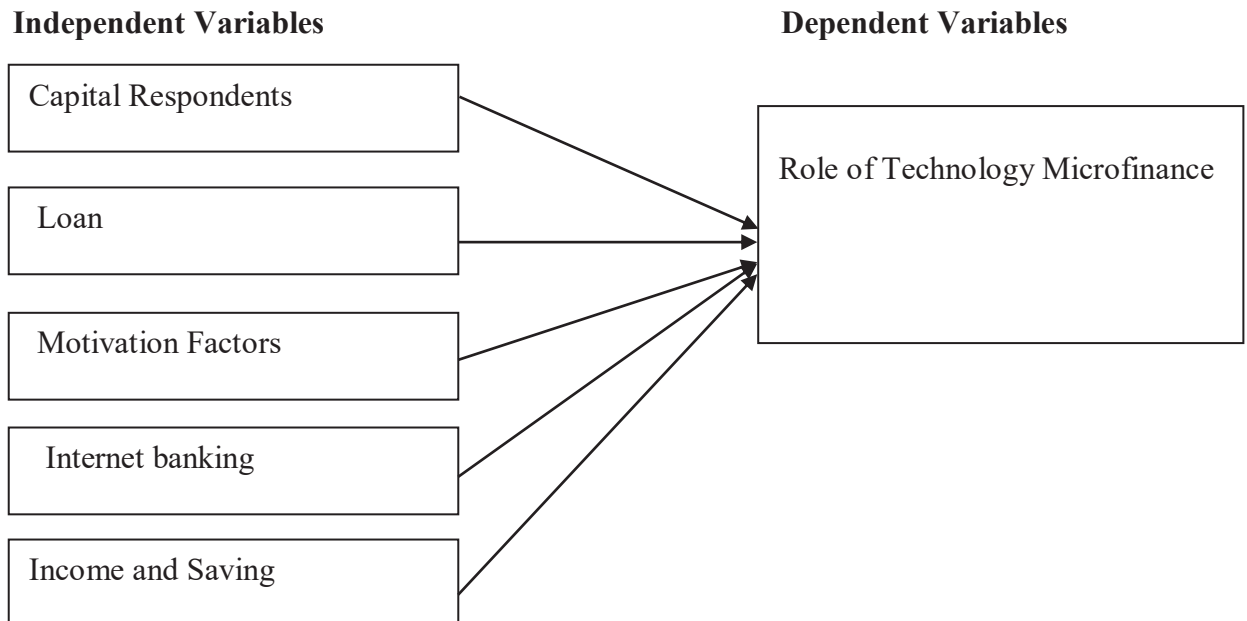 Independent Variables
Dependent Variables
Capital Respondents
Loan
Motivation Factors
Internet banking
Income and Saving
Role of Technology Microfinance